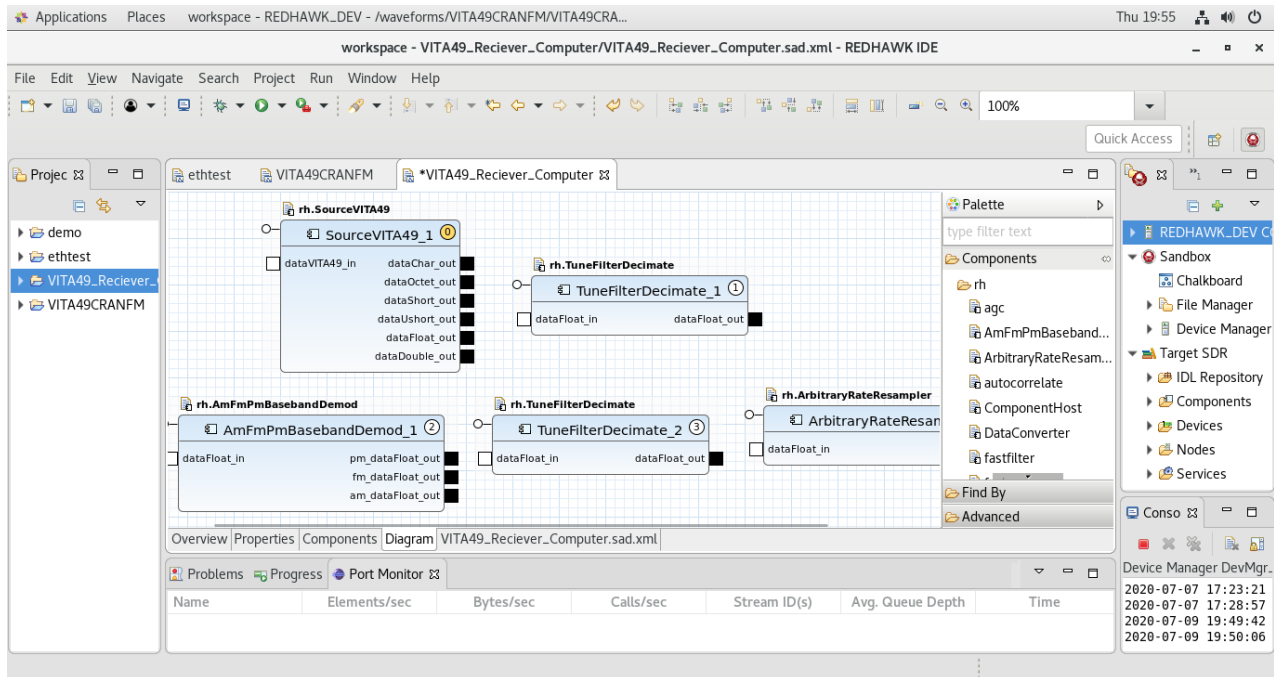 Applications Places workspace - REDHAWK_DEV - /waveforms/VITA49CRANFM/VITA49CRA... Thu 19:55
workspace - VITA49_Reciever_Computer/VITA49_Reciever_Computer.sad.xml - REDHAWK IDE
File Edit View Navigate Search Project Run Window Help
100%
Quick Access
Projec
demo
ethtest
VITA49_Reciever_
VITA49CRANFM
ethtest VITA49CRANFM *VITA49_Reciever_Computer
rh.SourceVITA49
SourceVITA49_1 0
dataVITA49_in dataChar_out
dataOctet_out
dataShort_out
dataUshort_out
dataFloat_out
dataDouble_out
rh.TuneFilterDecimate
TuneFilterDecimate_1 1
dataFloat_in dataFloat_out
rh.AmFmPmBasebandDemod
AmFmPmBasebandDemod_1 2
dataFloat_in pm_dataFloat_out
fm_dataFloat_out
am_dataFloat_out
rh.TuneFilterDecimate
TuneFilterDecimate_2 3
dataFloat_in dataFloat_out
rh.ArbitraryRateResampler
ArbitraryRateResan
dataFloat_in
Palette
type filter text
Components
rh
agc
AmFmPmBaseband...
ArbitraryRateResam...
autocorrelate
ComponentHost
DataConverter
fastfilter
Find By
Advanced
Overview Properties Components Diagram VITA49_Reciever_Computer.sad.xml
Problems Progress Port Monitor
Name Elements/sec Bytes/sec Calls/sec Stream ID(s) Avg. Queue Depth Time
»1
REDHAWK_DEV CO
Sandbox
Chalkboard
File Manager
Device Manager
Target SDR
IDL Repository
Components
Devices
Nodes
Services
Conso
Device Manager DevMgr_
2020-07-07 17:23:21
2020-07-07 17:28:57
2020-07-09 19:49:42
2020-07-09 19:50:06